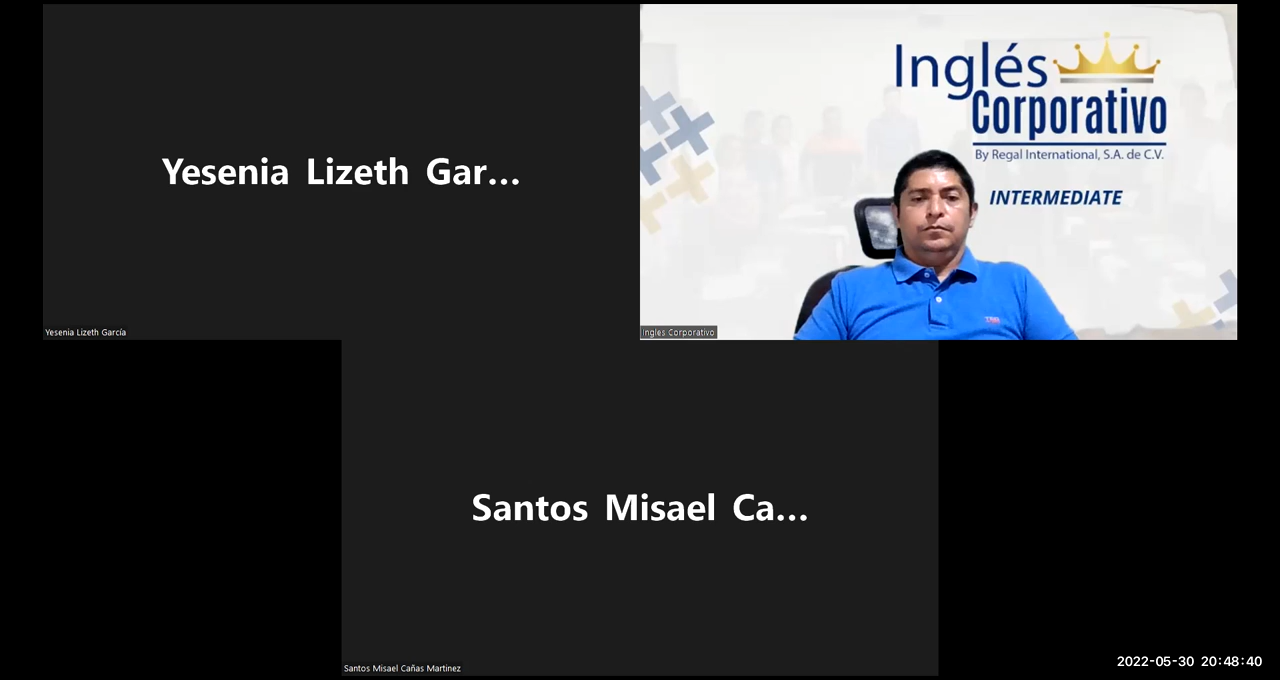 Yesenia Lizeth Gar...
Yesenia Lizeth García
Inglés
Corporativo
By Regal International, S.A. de C.V.
INTERMEDIATE
Ingles Corporativo
Santos Misael Ca...
Santos Misael Cañas Martinez
2022-05-30 20:48:40